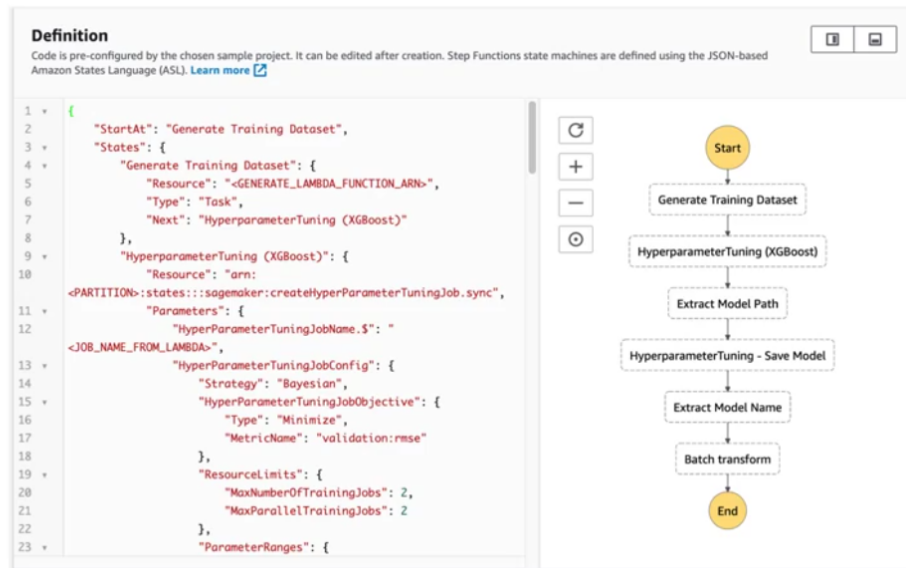 Definition
Code is pre-configured by the chosen sample project. It can be edited after creation. Step Functions state machines are defined using the JSON-based
Amazon States Language (ASL). Learn more
1 {
2 "StartAt": "Generate Training Dataset",
3 "States": {
4 "Generate Training Dataset": {
5 "Resource": "<GENERATE_LAMBDA_FUNCTION_ARN>",
6 "Type": "Task",
7 "Next": "HyperparameterTuning (XGBoost)"
8 },
9 "HyperparameterTuning (XGBoost)": {
10 "Resource": "arn:
<PARTITION>:states:::sagemaker:createHyperParameterTuningJob.sync",
11 "Parameters": {
12 "HyperParameterTuningJobName.$": "
<JOB_NAME_FROM_LAMBDA>",
13 "HyperParameterTuningJobConfig": {
14 "Strategy": "Bayesian",
15 "HyperParameterTuningJobObjective": {
16 "Type": "Minimize",
17 "MetricName": "validation:rmse"
18 },
19 "ResourceLimits": {
20 "MaxNumberOfTrainingJobs": 2,
21 "MaxParallelTrainingJobs": 2
22 },
23 "ParameterRanges": {
Start
Generate Training Dataset
HyperparameterTuning (XGBoost)
Extract Model Path
HyperparameterTuning - Save Model
Extract Model Name
Batch transform
End